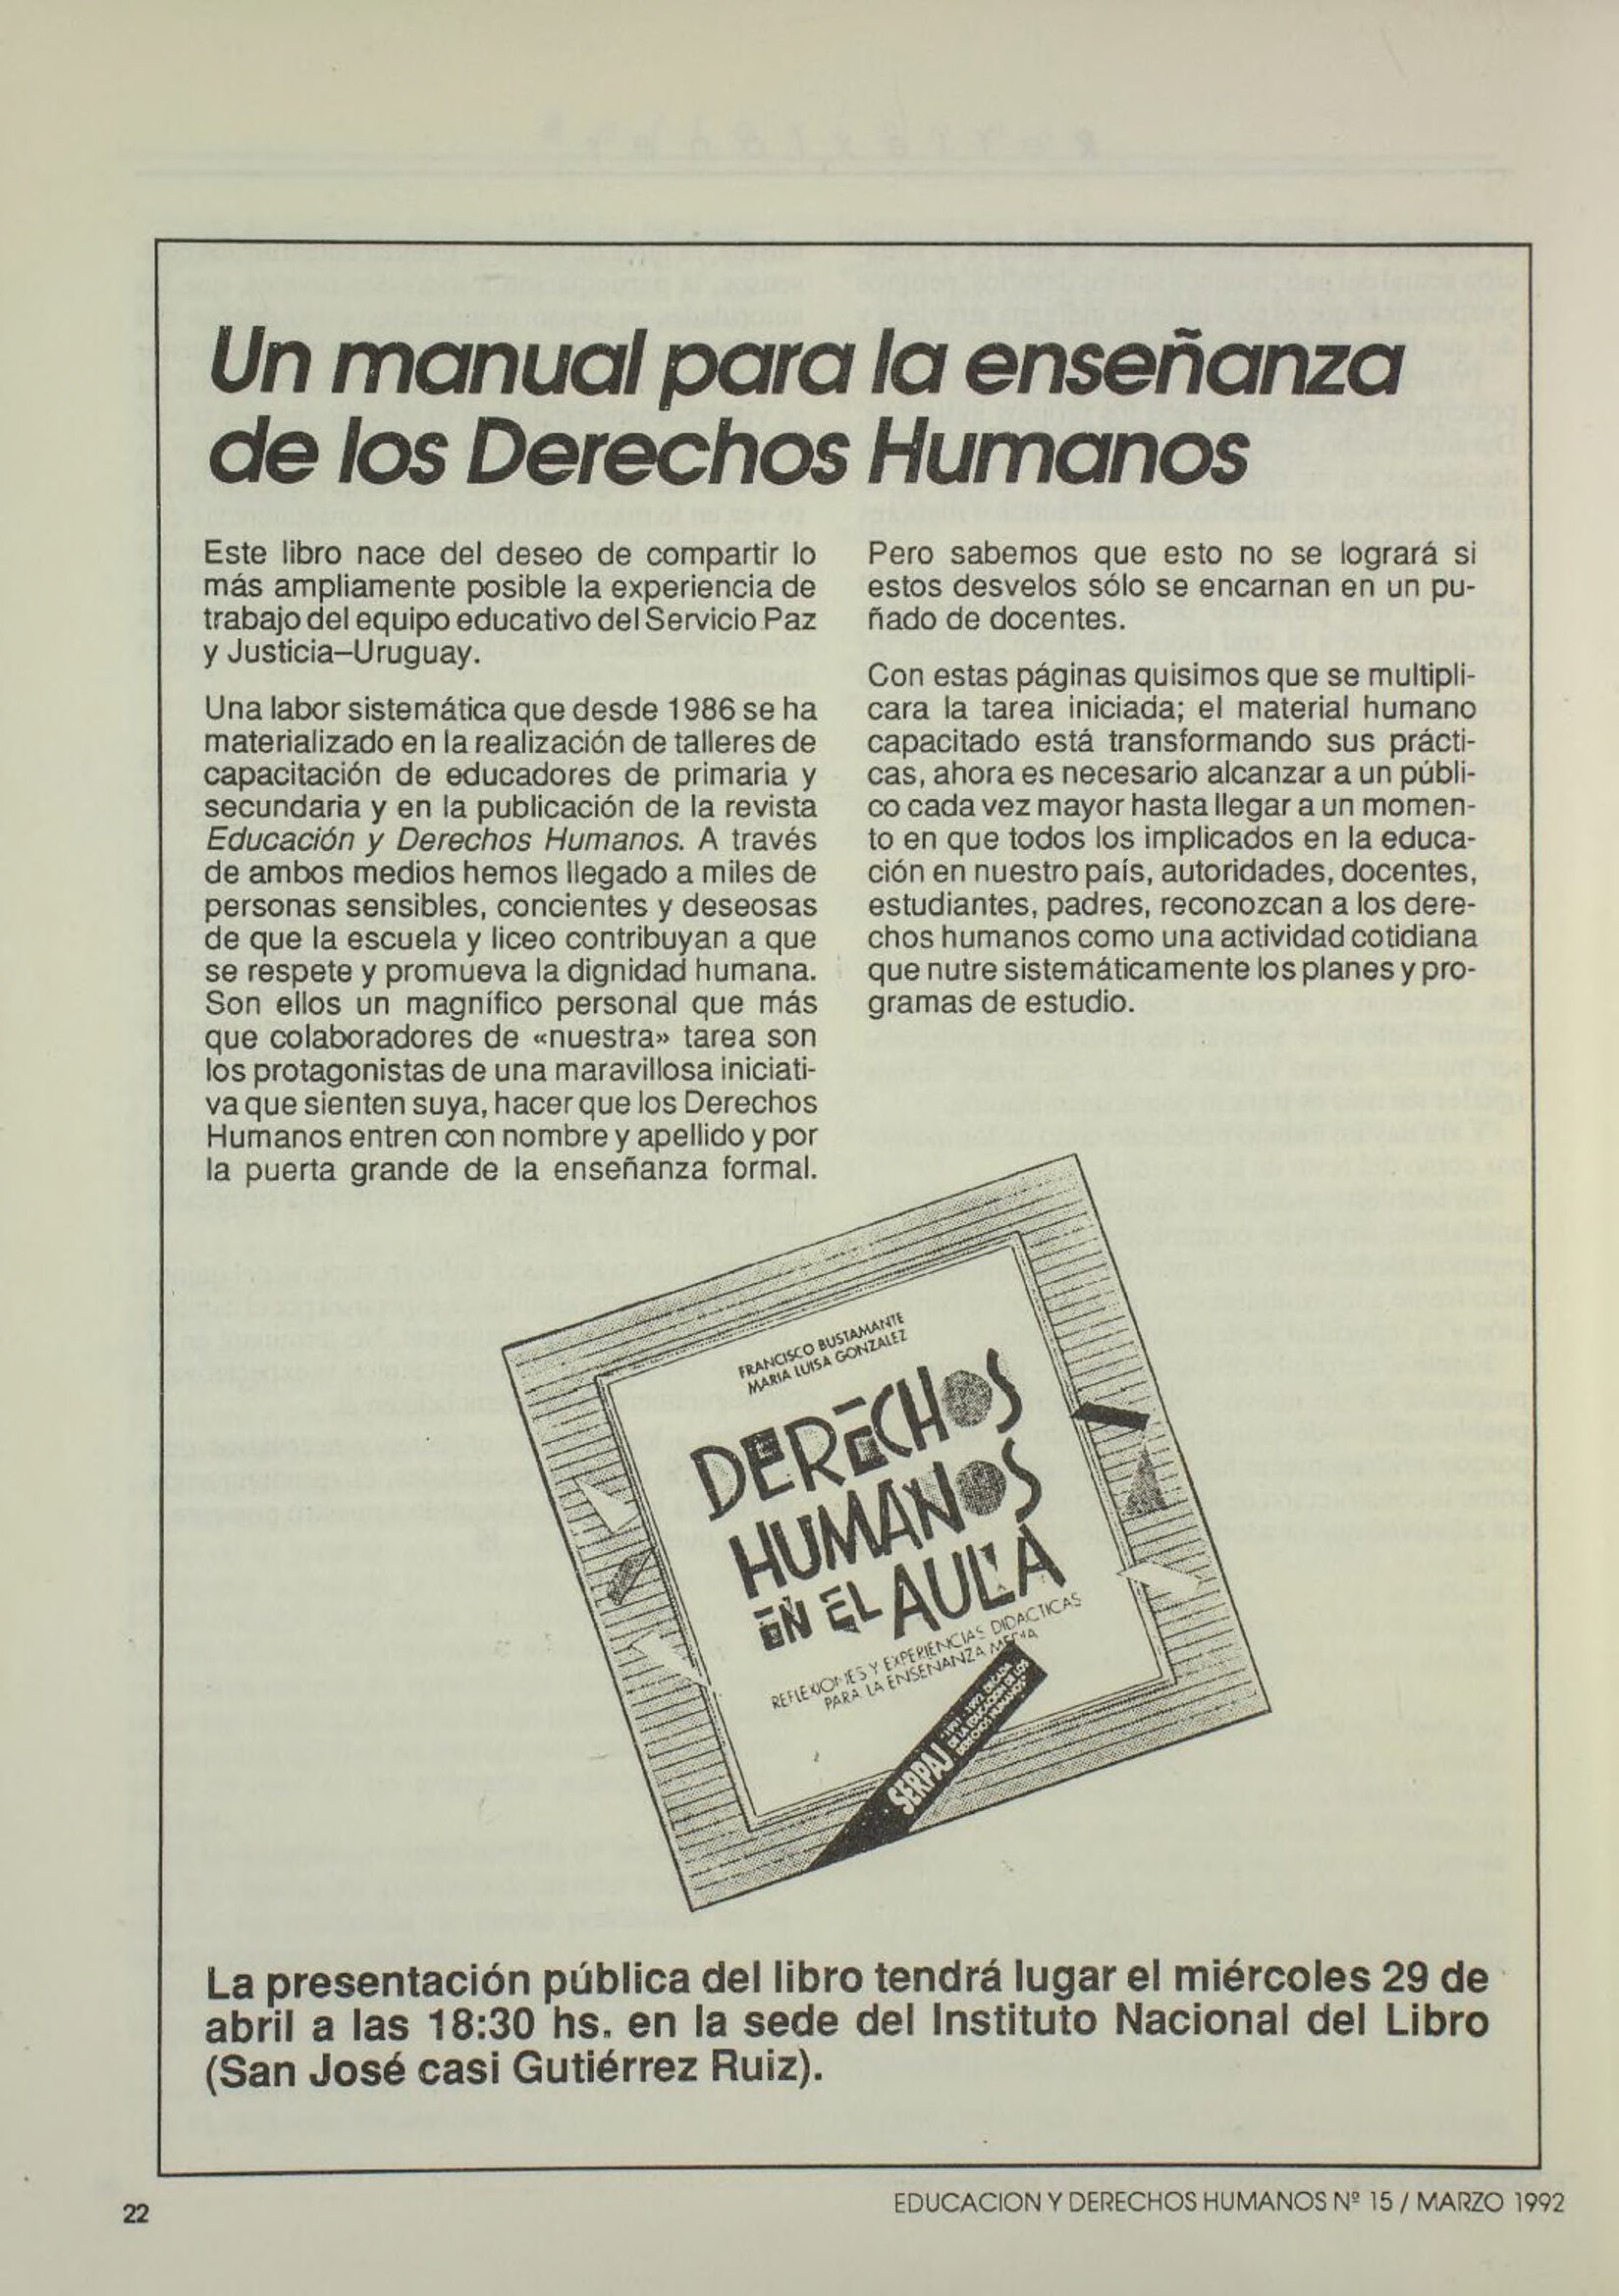 Un manual para la enseñanza
de los Derechos Humanos
Este libro nace del deseo de compartir lo
más ampliamente posible la experiencia de
trabajo del equipo educativo del Servicio Paz
y Justicia–Uruguay.
Una labor sistemática que desde 1986 se ha
materializado en la realización de talleres de
capacitación de educadores de primaria y
secundaria y en la publicación de la revista
Educación y Derechos Humanos. A través
de ambos medios hemos llegado a miles de
personas sensibles, concientes y deseosas
de que la escuela y liceo contribuyan a que
se respete y promueva la dignidad humana.
Son ellos un magnífico personal que más
que colaboradores de «nuestra» tarea son
los protagonistas de una maravillosa iniciati-
va que sienten suya, hacer que los Derechos
Humanos entren con nombre y apellido y por
la puerta grande de la enseñanza formal.
Pero sabemos que esto no se logrará si
estos desvelos sólo se encarnan en un pu-
ñado de docentes.
Con estas páginas quisimos que se multipli-
cara la tarea iniciada; el material humano
capacitado está transformando sus prácti-
cas, ahora es necesario alcanzar a un públi-
co cada vez mayor hasta llegar a un momen-
to en que todos los implicados en la educa-
ción en nuestro país, autoridades, docentes,
estudiantes, padres, reconozcan a los dere-
chos humanos como una actividad cotidiana
que nutre sistemáticamente los planes y pro-
gramas de estudio.
FRANCISCO BUSTAMANTE
MARIA LUISA GONZALEZ
DERECHOS
HUMANOS
EN EL AULA
REFLEXIONES Y EXPERIENCIAS DIDACTICAS
PARA LA ENSEÑANZA MEDIA
SERPAJ
DECADA
DE LA EDUCACION DE LOS
DERECHOS HUMANOS"
La presentación pública del libro tendrá lugar el miércoles 29 de
abril a las 18:30 hs. en la sede del Instituto Nacional del Libro
(San José casi Gutiérrez Ruiz).
22
EDUCACION Y DERECHOS HUMANOS Nº 15 / MARZO 1992